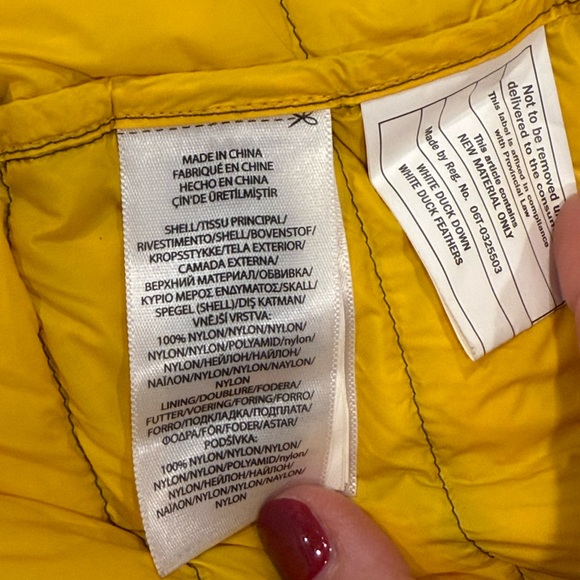 MADE IN CHINA
FABRIQUÉ EN CHINE
HECHO EN CHINA
ÇİN'DE ÜRETİLMİŞTİR
SHELL/TISSU PRINCIPAL/
RIVESTIMENTO/SHELL/BOVENSTOF/
KROPSSTYKKE/TELA EXTERIOR/
CAMADA EXTERNA/
ВЕРХНИЙ МАТЕРИАЛ/ОБВИВКА/
ΚΥΡΙΟ ΜΕΡΟΣ ΕΝΔΥΜΑΤΟΣ/SKALL/
SPEGEL (SHELL)/DIŞ KATMAN/
VNĚJŠÍ VRSTVA:
100% NYLON/NYLON/NYLON/
NYLON/NYLON/POLYAMID/nylon/
NYLON/НЕЙЛОН/НАЙЛОН/
ΝΑΪΛΟΝ/NYLON/NYLON/NAYLON/
NYLON
LINING/DOUBLURE/FODERA/
FUTTER/VOERING/FORING/FORRO/
FORRO/ПОДКЛАДКА/ПОДПЛАТА/
ΦΟΔΡΑ/FÔR/FODER/ASTAR/
PODŠÍVKA:
100% NYLON/NYLON/NYLON/
NYLON/NYLON/POLYAMID/nylon/
NYLON/НЕЙЛОН/НАЙЛОН/
ΝΑΪΛΟΝ/NYLON/NYLON/NAYLON/
NYLON
Not to be removed
delivered to the consum
This label is affixed in compliance
with Provincial Law
This article contains
NEW MATERIAL ONLY
Made by Reg. No. 061-0325503
WHITE DUCK DOWN
WHITE DUCK FEATHERS